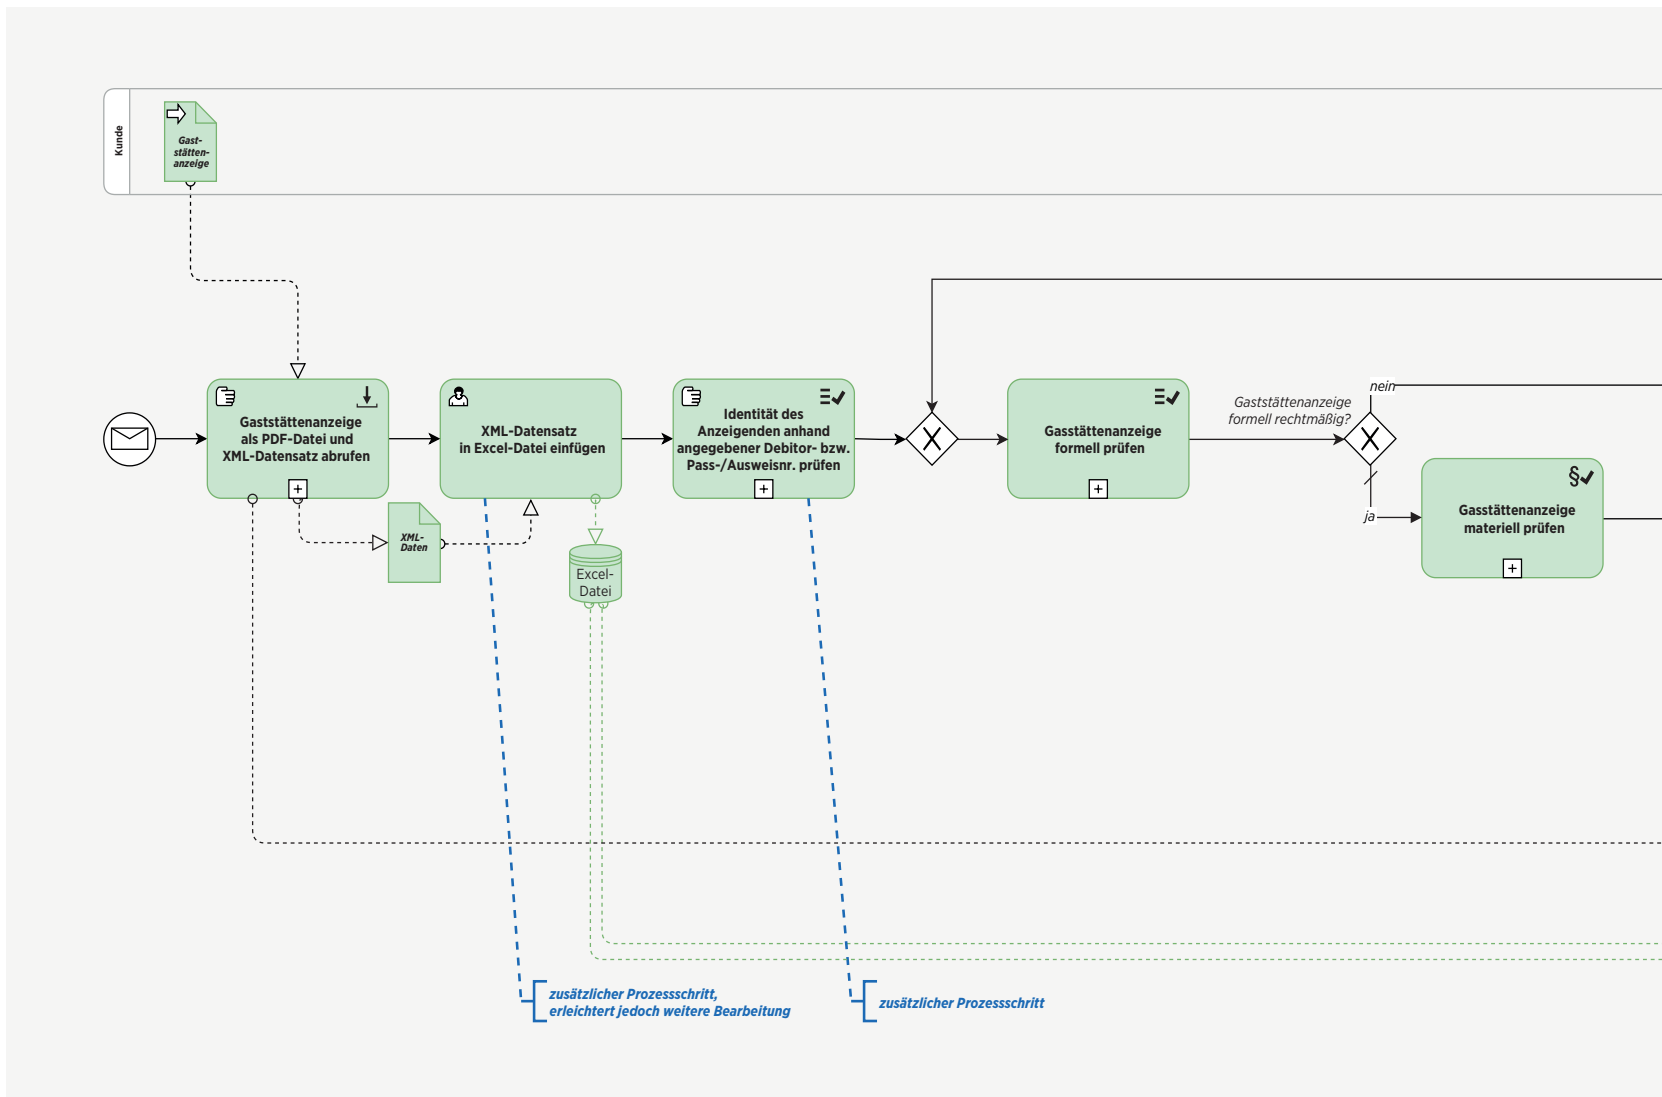 Kunde
Gast-
stätten-
anzeige
Gaststättenanzeige
als PDF-Datei und
XML-Datensatz abrufen
XML-Datensatz
in Excel-Datei einfügen
Identität des
Anzeigenden anhand
angegebener Debitor- bzw.
Pass-/Ausweisnr. prüfen
Gasstättenanzeige
formell prüfen
Gaststättenanzeige
formell rechtmäßig?
nein
ja
§
Gasstättenanzeige
materiell prüfen
XML-
Daten
Excel-
Datei
zusätzlicher Prozessschritt,
erleichtert jedoch weitere Bearbeitung
zusätzlicher Prozessschritt